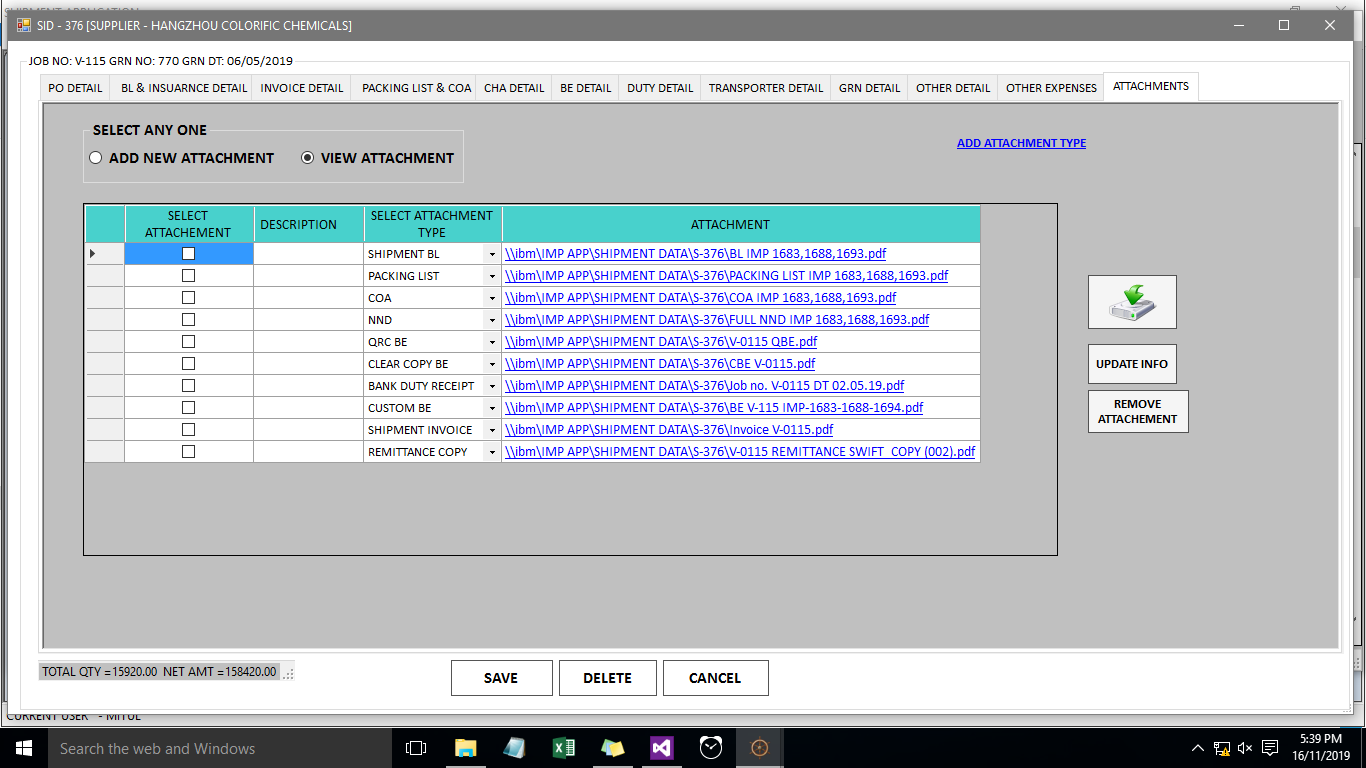 SHIPMENT APPLICATION
SID - 376 [SUPPLIER - HANGZHOU COLORIFIC CHEMICALS]
JOB NO: V-115 GRN NO: 770 GRN DT: 06/05/2019
PO DETAIL BL & INSUARNCE DETAIL INVOICE DETAIL PACKING LIST & COA CHA DETAIL BE DETAIL DUTY DETAIL TRANSPORTER DETAIL GRN DETAIL OTHER DETAIL OTHER EXPENSES ATTACHMENTS
SELECT ANY ONE
ADD NEW ATTACHMENT VIEW ATTACHMENT
ADD ATTACHMENT TYPE
SELECT ATTACHEMENT DESCRIPTION SELECT ATTACHMENT TYPE ATTACHMENT
SHIPMENT BL \\ibm\IMP APP\SHIPMENT DATA\S-376\BL IMP 1683,1688,1693.pdf
PACKING LIST \\ibm\IMP APP\SHIPMENT DATA\S-376\PACKING LIST IMP 1683,1688,1693.pdf
COA \\ibm\IMP APP\SHIPMENT DATA\S-376\COA IMP 1683,1688,1693.pdf
NND \\ibm\IMP APP\SHIPMENT DATA\S-376\FULL NND IMP 1683,1688,1693.pdf
QRC BE \\ibm\IMP APP\SHIPMENT DATA\S-376\V-0115 QBE.pdf
CLEAR COPY BE \\ibm\IMP APP\SHIPMENT DATA\S-376\CBE V-0115.pdf
BANK DUTY RECEIPT \\ibm\IMP APP\SHIPMENT DATA\S-376\Job no. V-0115 DT 02.05.19.pdf
CUSTOM BE \\ibm\IMP APP\SHIPMENT DATA\S-376\BE V-115 IMP-1683-1688-1694.pdf
SHIPMENT INVOICE \\ibm\IMP APP\SHIPMENT DATA\S-376\Invoice V-0115.pdf
REMITTANCE COPY \\ibm\IMP APP\SHIPMENT DATA\S-376\V-0115 REMITTANCE SWIFT COPY (002).pdf
UPDATE INFO
REMOVE
ATTACHEMENT
TOTAL QTY =15920.00 NET AMT =158420.00
SAVE DELETE CANCEL
CURRENT USER - MITUL
Search the web and Windows
5:39 PM
16/11/2019